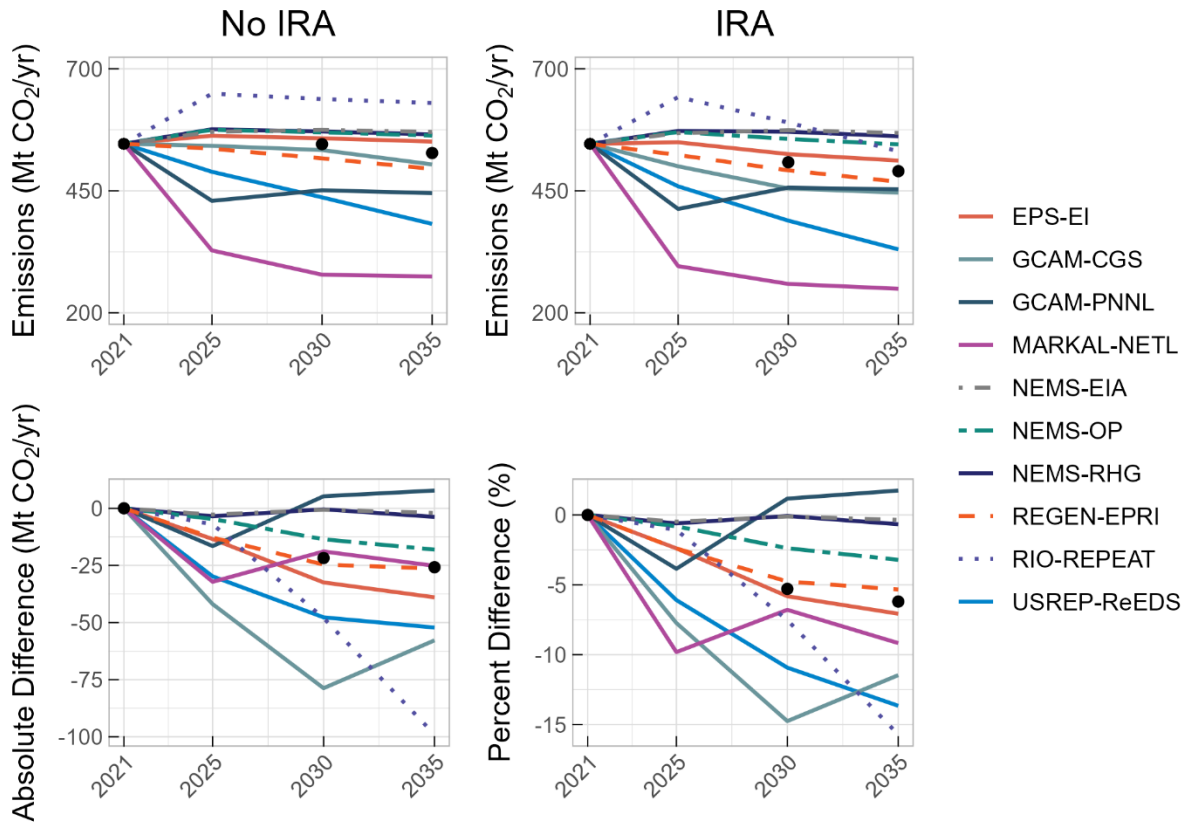 No IRA
IRA
Emissions (Mt CO₂/yr)
700
450
200
2021
2025
2030
2035
Emissions (Mt CO₂/yr)
700
450
200
2021
2025
2030
2035
Absolute Difference (Mt CO₂/yr)
0
-25
-50
-75
-100
2021
2025
2030
2035
Percent Difference (%)
0
-5
-10
-15
2021
2025
2030
2035
EPS-EI
GCAM-CGS
GCAM-PNNL
MARKAL-NETL
NEMS-EIA
NEMS-OP
NEMS-RHG
REGEN-EPRI
RIO-REPEAT
USREP-ReEDS